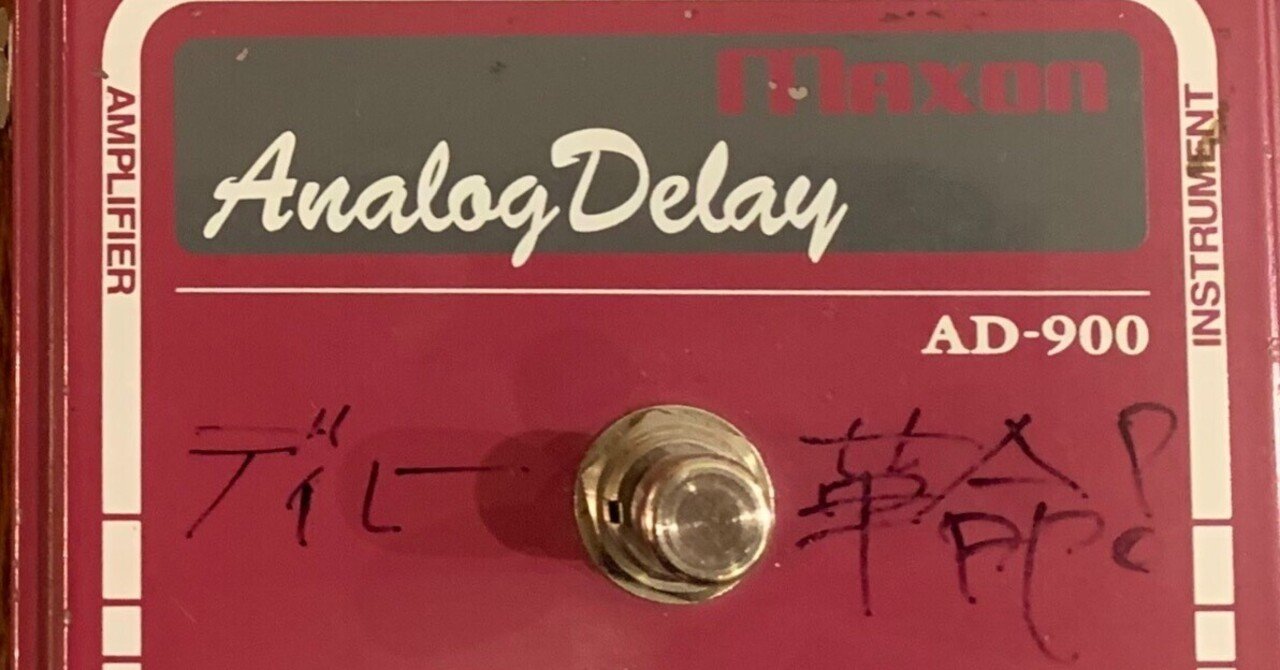 Maxon
Analog Delay
AMPLIFIER
INSTRUMENT
AD-900
ディレー 革命!